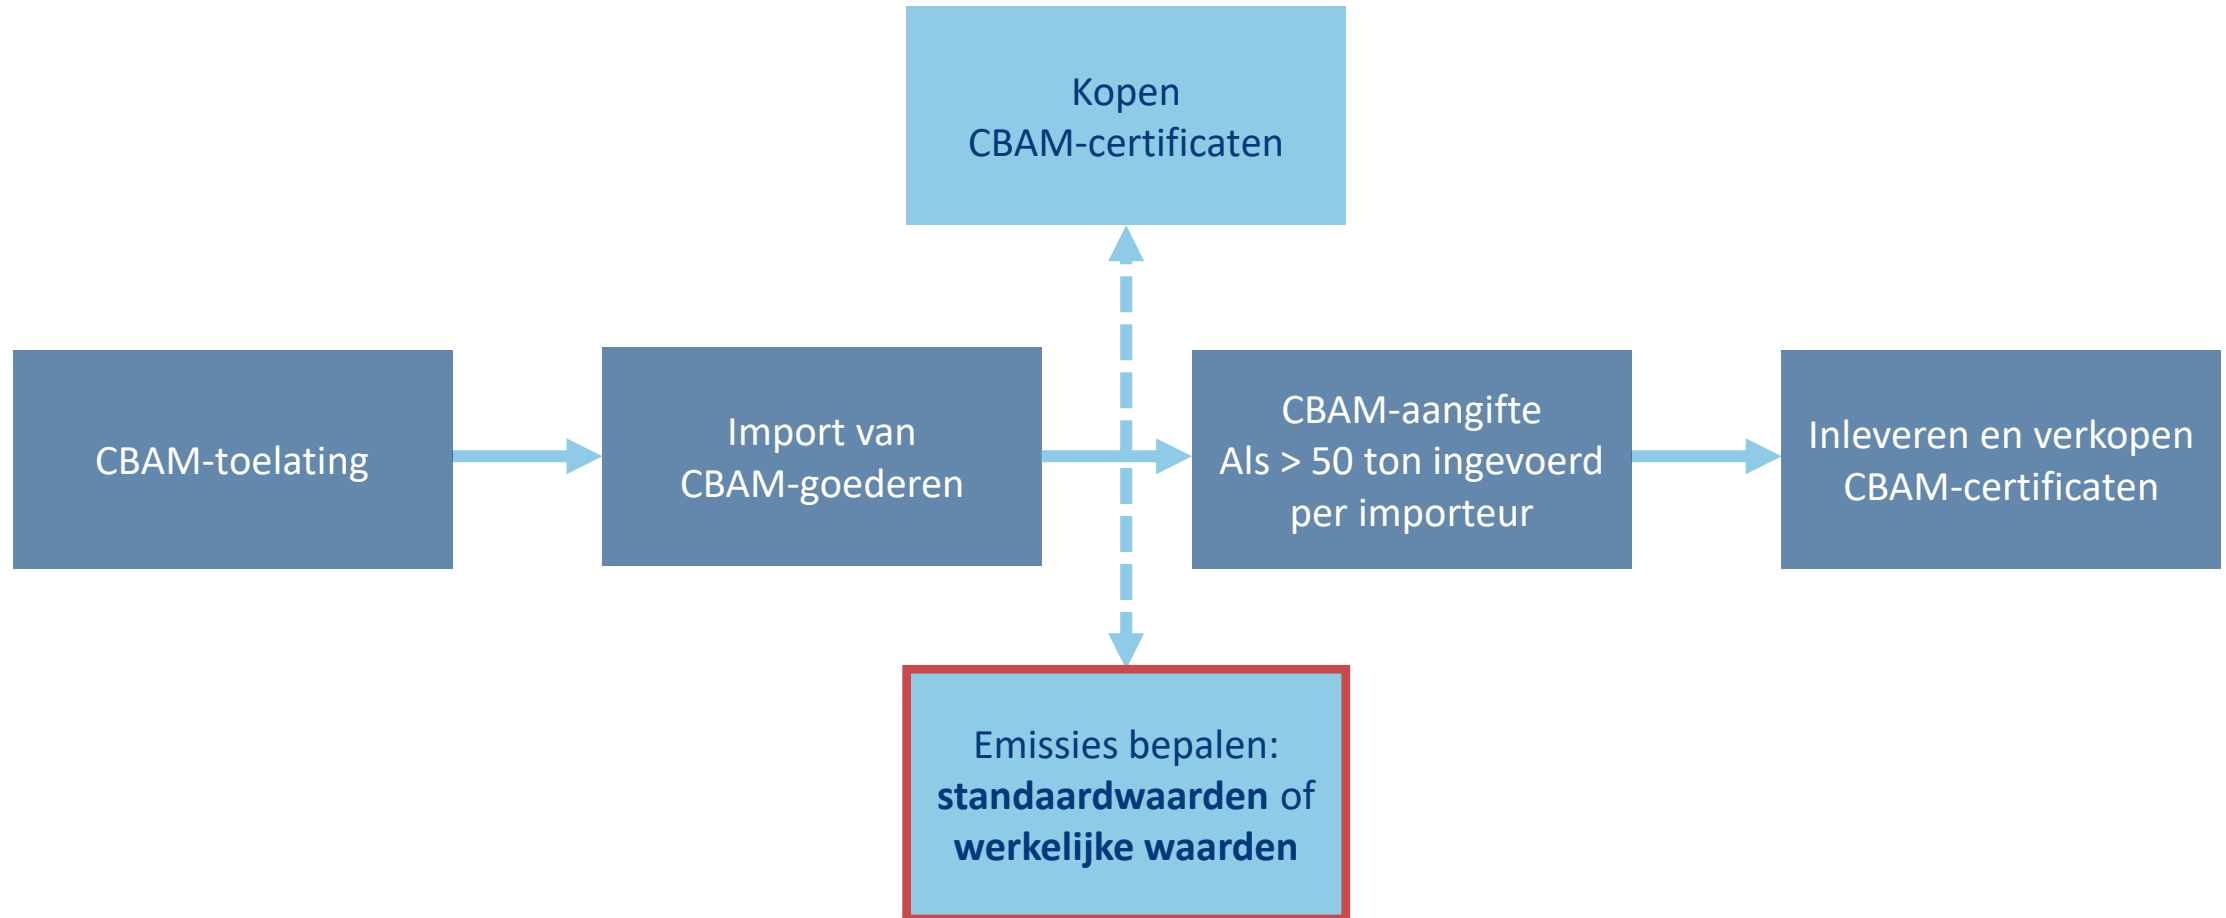 Kopen
CBAM-certificaten
CBAM-toelating
Import van
CBAM-goederen
CBAM-aangifte
Als > 50 ton ingevoerd
per importeur
Inleveren en verkopen
CBAM-certificaten
Emissies bepalen:
standaardwaarden of
werkelijke waarden